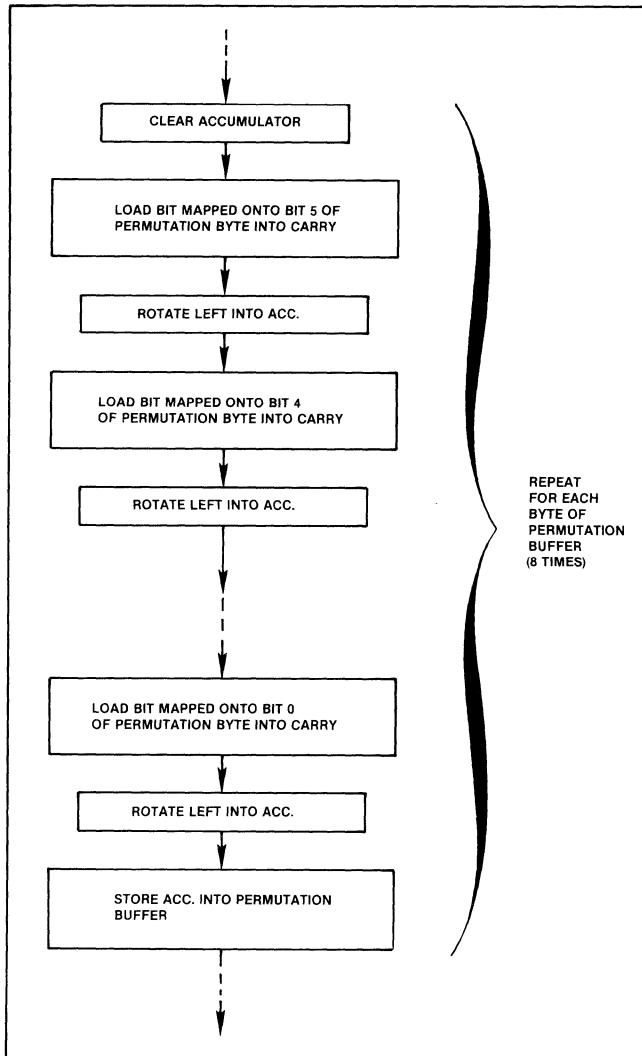 CLEAR ACCUMULATOR
LOAD BIT MAPPED ONTO BIT 5 OF
PERMUTATION BYTE INTO CARRY
ROTATE LEFT INTO ACC.
LOAD BIT MAPPED ONTO BIT 4
OF PERMUTATION BYTE INTO CARRY
ROTATE LEFT INTO ACC.
REPEAT
FOR EACH
BYTE OF
PERMUTATION
BUFFER
(8 TIMES)
LOAD BIT MAPPED ONTO BIT 0
OF PERMUTATION BYTE INTO CARRY
ROTATE LEFT INTO ACC.
STORE ACC. INTO PERMUTATION
BUFFER